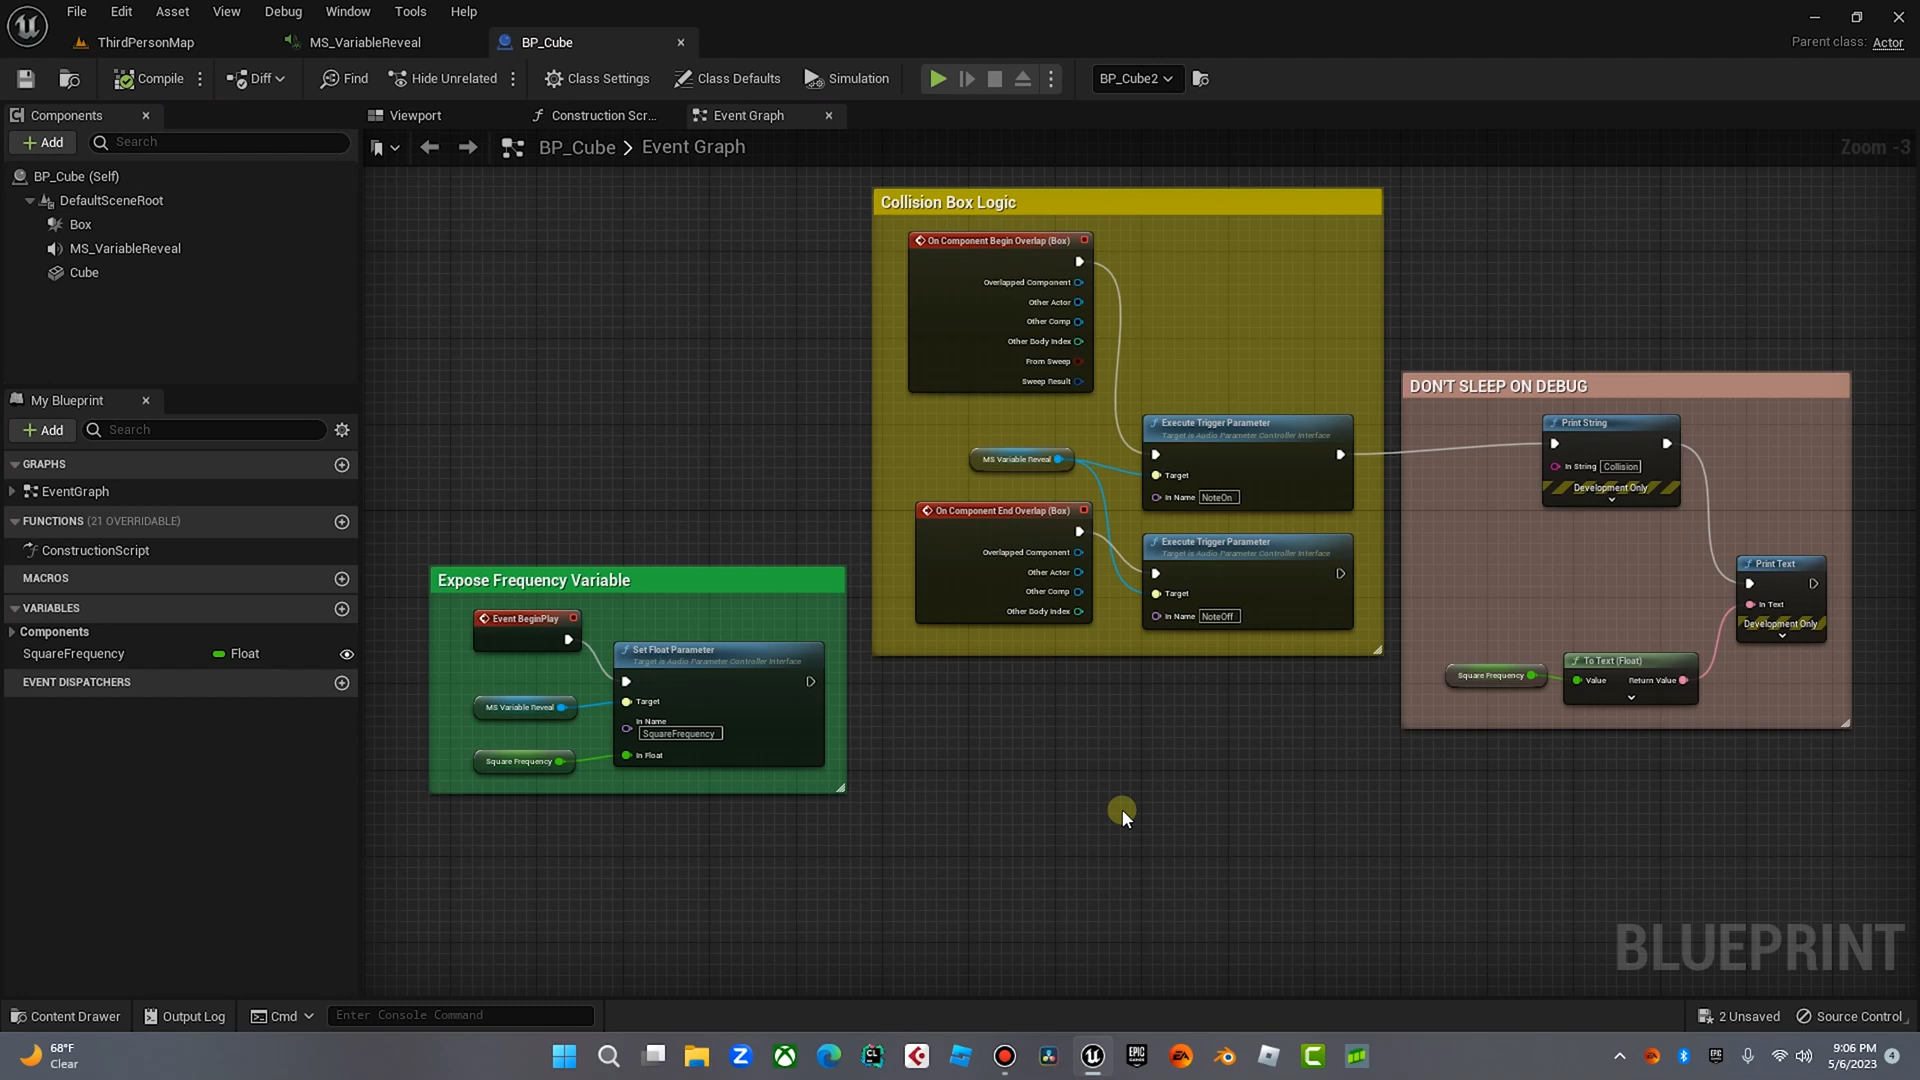 File Edit Asset View Debug Window Tools Help
ThirdPersonMap MS_VariableReveal BP_Cube
Parent class: Actor
Compile Diff Find Hide Unrelated Class Settings Class Defaults Simulation BP_Cube2
Components
Viewport Construction Scr... Event Graph
Add Search
BP_Cube Event Graph
Zoom -3
BP_Cube (Self)
DefaultSceneRoot
Box
MS_VariableReveal
Cube
My Blueprint
Add Search
GRAPHS
EventGraph
FUNCTIONS (21 OVERRIDABLE)
ConstructionScript
MACROS
VARIABLES
Components
SquareFrequency Float
EVENT DISPATCHERS
Expose Frequency Variable
Event BeginPlay
Set Float Parameter
Target is Audio Parameter Controller Interface
MS Variable Reveal
Target
In Name
SquareFrequency
Square Frequency
In Float
Collision Box Logic
On Component Begin Overlap (Box)
Overlapped Component
Other Actor
Other Comp
Other Body Index
From Sweep
Sweep Result
Execute Trigger Parameter
Target is Audio Parameter Controller Interface
MS Variable Reveal
Target
In Name NoteOn
On Component End Overlap (Box)
Overlapped Component
Other Actor
Other Comp
Other Body Index
Execute Trigger Parameter
Target is Audio Parameter Controller Interface
Target
In Name NoteOff
DON'T SLEEP ON DEBUG
Print String
In String Collision
Development Only
Print Text
In Text
Development Only
Square Frequency
To Text (Float)
Value Return Value
BLUEPRINT
Content Drawer Output Log Cmd Enter Console Command 2 Unsaved Source Control
68°F
Clear
9:06 PM
5/6/2023
4